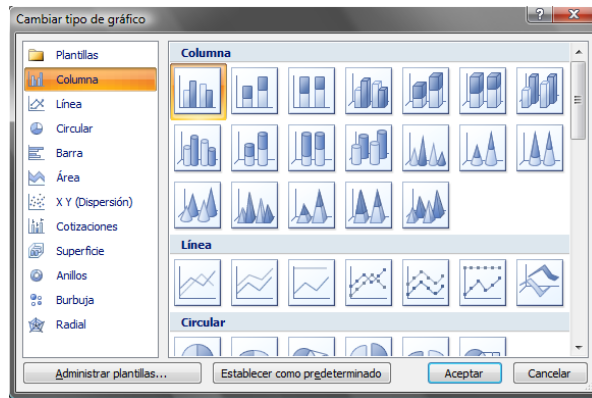 Cambiar tipo de gráfico
Plantillas
Columna
Línea
Circular
Barra
Área
X Y (Dispersión)
Cotizaciones
Superficie
Anillos
Burbuja
Radial
Columna
Línea
Circular
Administrar plantillas...
Establecer como predeterminado
Aceptar
Cancelar